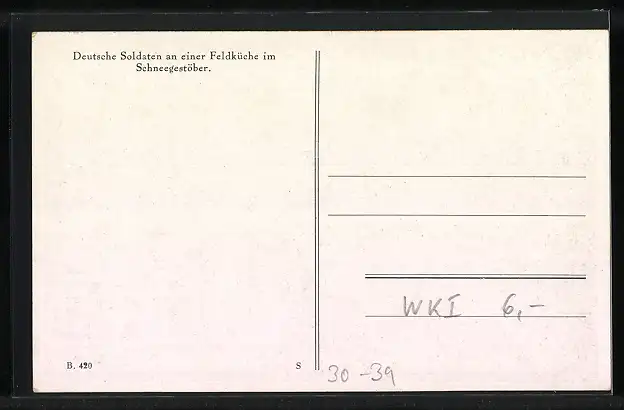 Deutsche Soldaten an einer Feldküche im
Schneegestöber.
WKI 6,-
B. 420
S
30-39